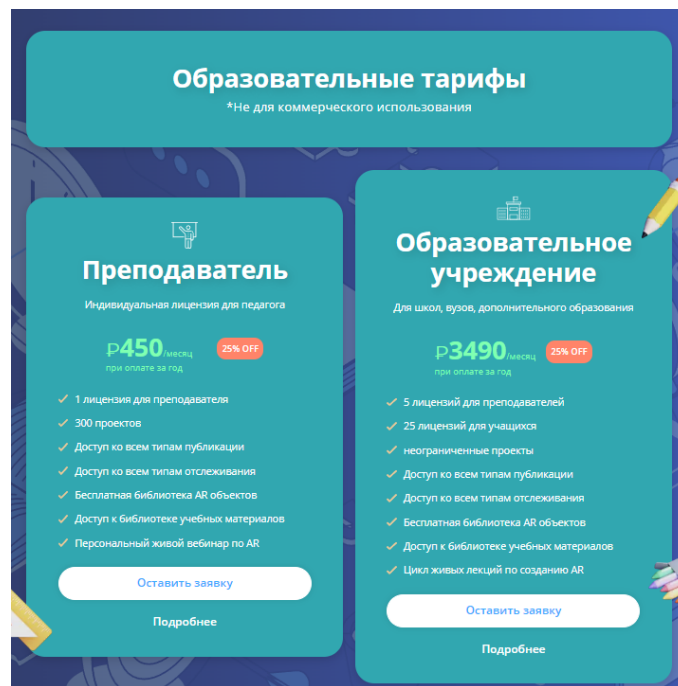 Образовательные тарифы
*Не для коммерческого использования
Преподаватель
Индивидуальная лицензия для педагога
₽450/месяц
25% OFF
при оплате за год
1 лицензия для преподавателя
300 проектов
Доступ ко всем типам публикации
Доступ ко всем типам отслеживания
Бесплатная библиотека AR объектов
Доступ к библиотеке учебных материалов
Персональный живой вебинар по AR
Оставить заявку
Подробнее
Образовательное
учреждение
Для школ, вузов, дополнительного образования
₽3490/месяц
25% OFF
при оплате за год
5 лицензий для преподавателей
25 лицензий для учащихся
неограниченные проекты
Доступ ко всем типам публикации
Доступ ко всем типам отслеживания
Бесплатная библиотека AR объектов
Доступ к библиотеке учебных материалов
Цикл живых лекций по созданию AR
Оставить заявку
Подробнее